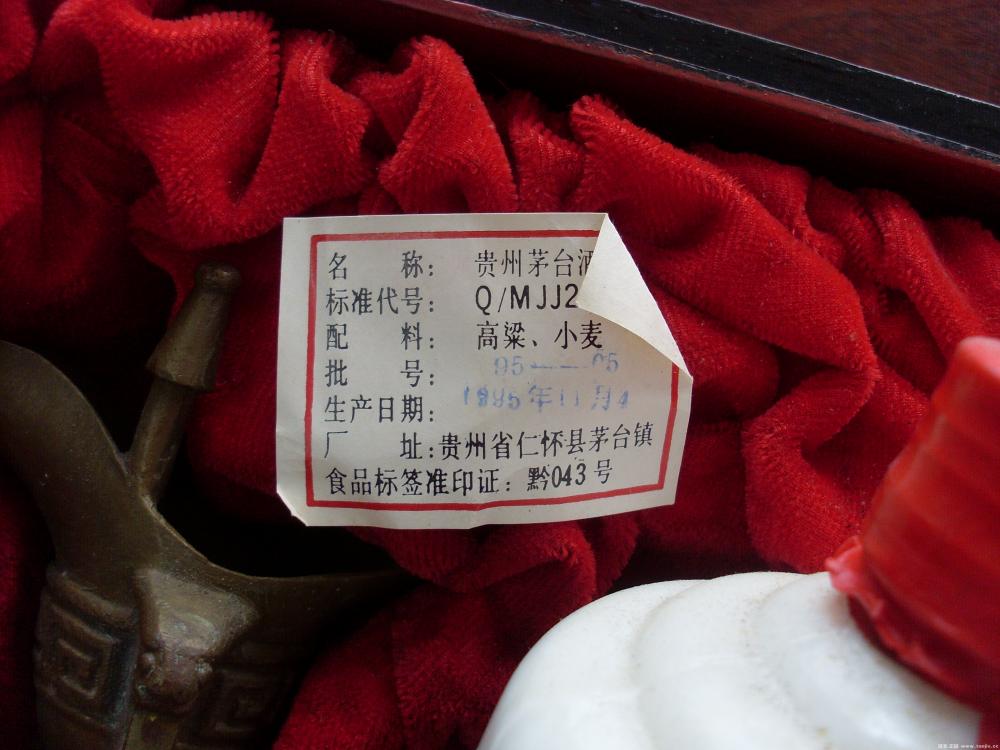 名 称： 贵州茅台酒
标准代号： Q/MJJ2
配 料： 高粱、小麦
批 号： 95——05
生产日期： 1995年11月4
厂 址：贵州省仁怀县茅台镇
食品标签准印证：黔043号